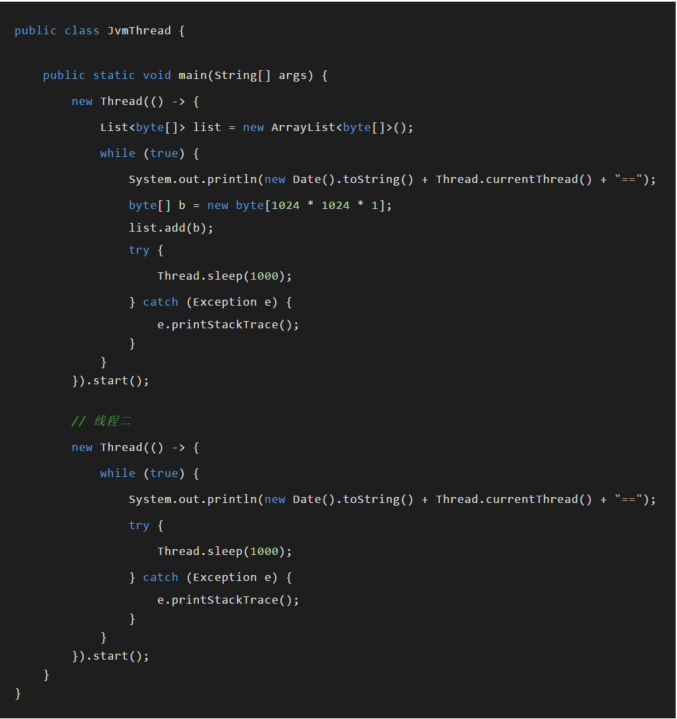 public class JvmThread {
    public static void main(String[] args) {
        new Thread(() -> {
            List<byte[]> list = new ArrayList<byte[]>();
            while (true) {
                System.out.println(new Date().toString() + Thread.currentThread() + "==");
                byte[] b = new byte[1024 * 1024 * 1];
                list.add(b);
                try {
                    Thread.sleep(1000);
                } catch (Exception e) {
                    e.printStackTrace();
                }
            }
        }).start();
        // 线程二
        new Thread(() -> {
            while (true) {
                System.out.println(new Date().toString() + Thread.currentThread() + "==");
                try {
                    Thread.sleep(1000);
                } catch (Exception e) {
                    e.printStackTrace();
                }
            }
        }).start();
    }
}